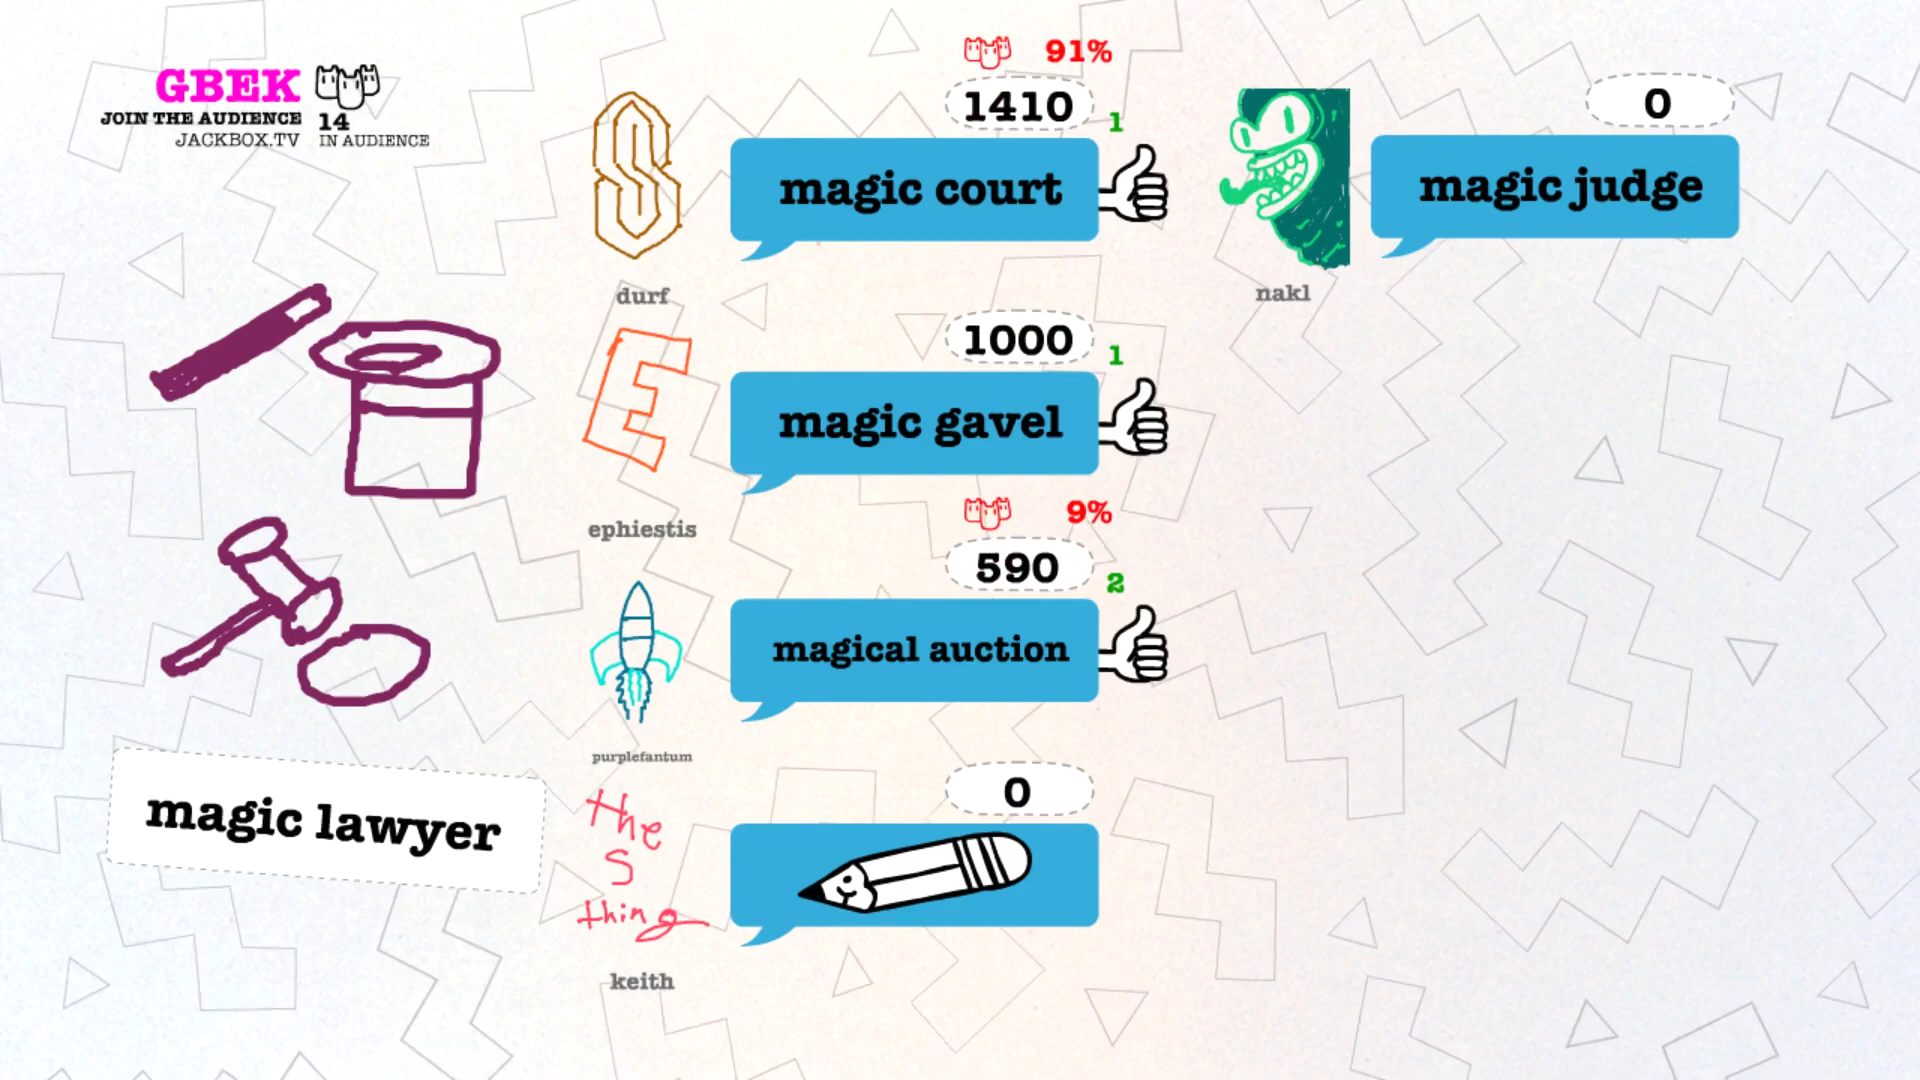 GBEK
JOIN THE AUDIENCE
JACKBOX.TV
14
IN AUDIENCE
91%
1410
1
magic court
durf
0
magic judge
nakl
1000
1
magic gavel
E
ephiestis
9%
590
2
magical auction
purplefantum
magic lawyer
0
The
S
thing
keith